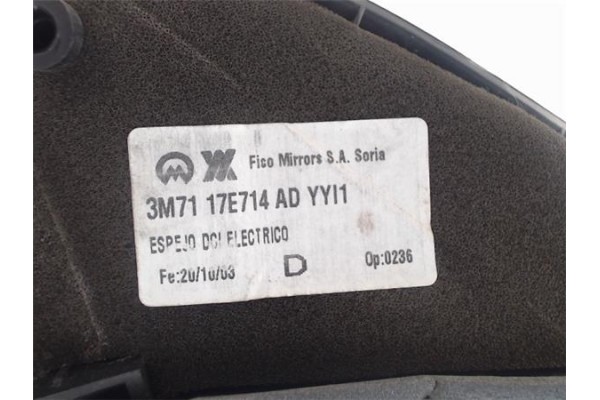 Fico Mirrors S.A. Soria
3M71 17E714 AD YYI1
ESPEJO DCI ELECTRICO
Fe:20/10/03 D Op:0236